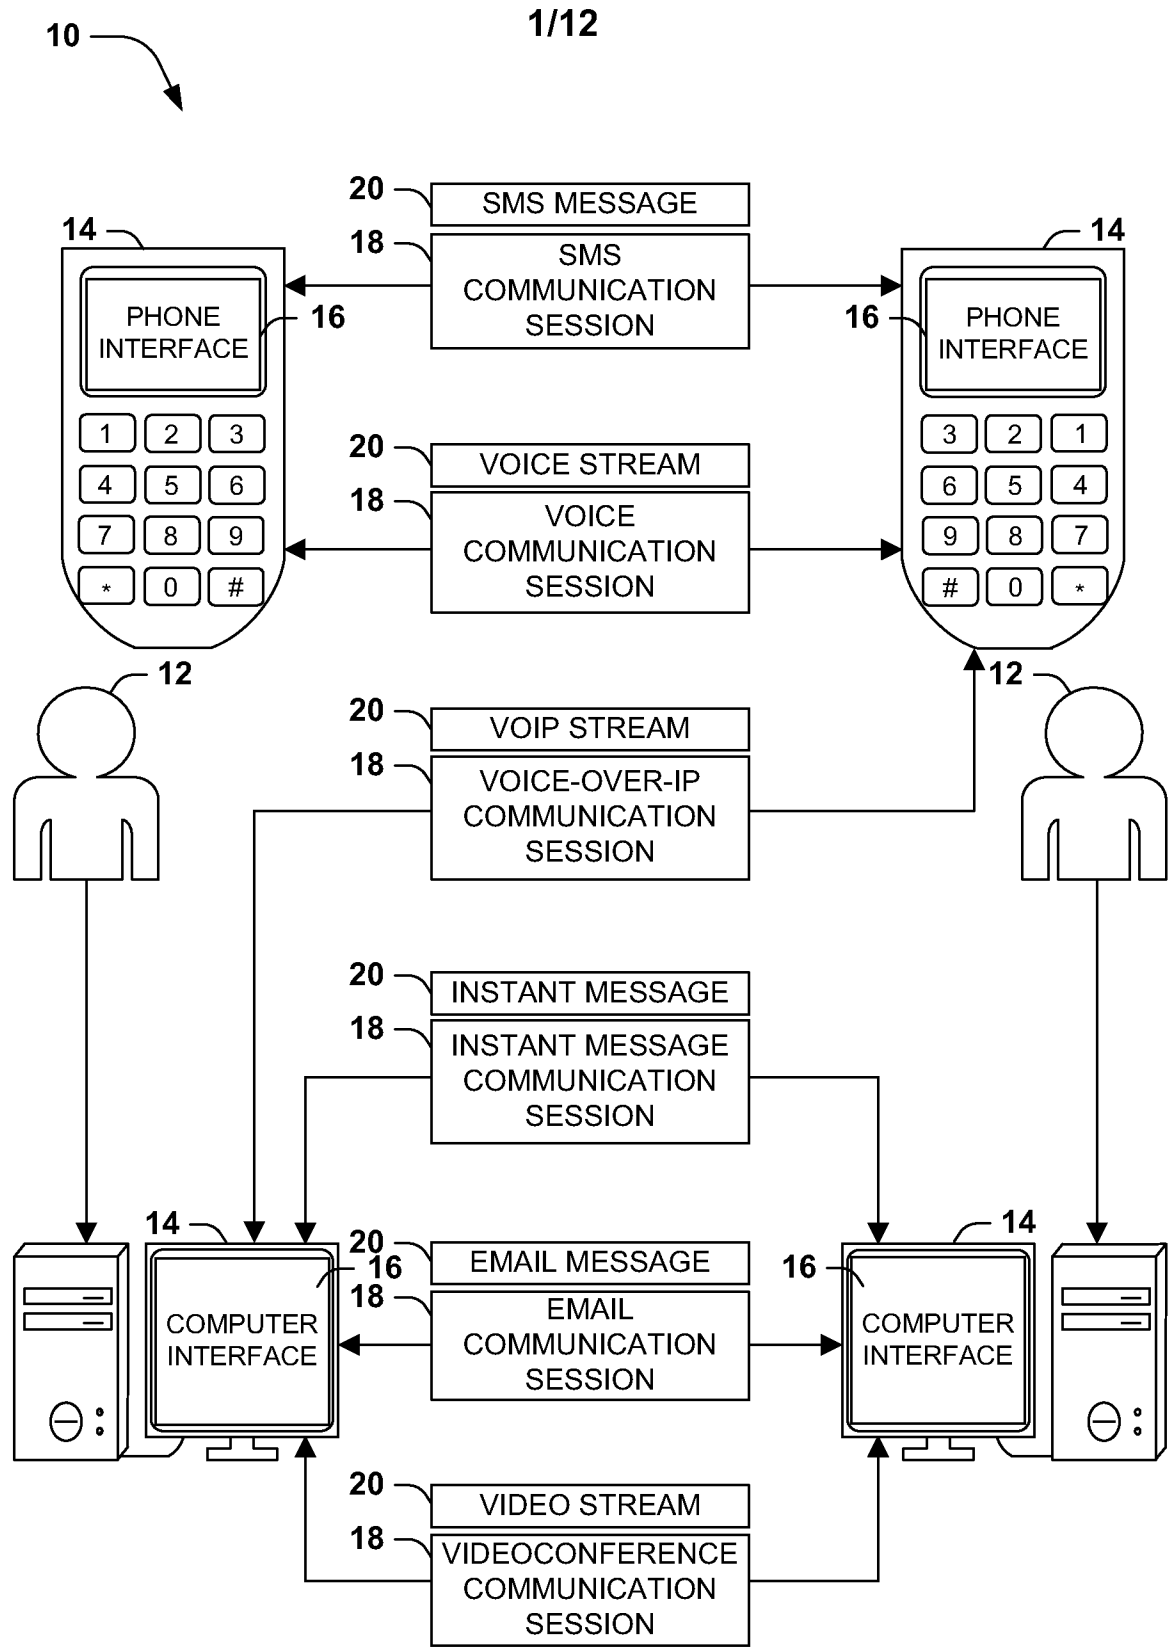 1/12
10
20
SMS MESSAGE
14
18
SMS
COMMUNICATION
SESSION
14
PHONE
INTERFACE
16
16
PHONE
INTERFACE
1 2 3
4 5 6
7 8 9
* 0 #
20
VOICE STREAM
18
VOICE
COMMUNICATION
SESSION
3 2 1
6 5 4
9 8 7
# 0 *
12
12
20
VOIP STREAM
18
VOICE-OVER-IP
COMMUNICATION
SESSION
20
INSTANT MESSAGE
18
INSTANT MESSAGE
COMMUNICATION
SESSION
14
16
COMPUTER
INTERFACE
20
EMAIL MESSAGE
18
EMAIL
COMMUNICATION
SESSION
14
16
COMPUTER
INTERFACE
20
VIDEO STREAM
18
VIDEOCONFERENCE
COMMUNICATION
SESSION